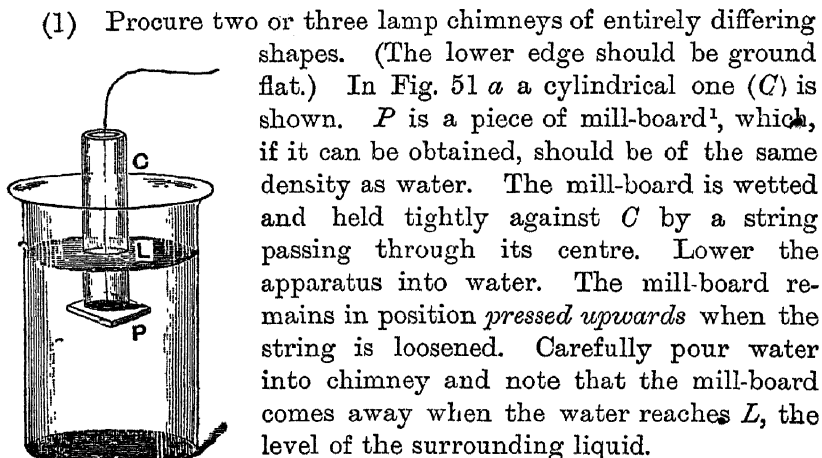 (1) Procure two or three lamp chimneys of entirely differing
shapes. (The lower edge should be ground
flat.) In Fig. 51 a a cylindrical one (C) is
shown. P is a piece of mill-board¹, which,
if it can be obtained, should be of the same
density as water. The mill-board is wetted
and held tightly against C by a string
passing through its centre. Lower the
apparatus into water. The mill-board re-
mains in position pressed upwards when the
string is loosened. Carefully pour water
into chimney and note that the mill-board
comes away when the water reaches L, the
level of the surrounding liquid.
C
L
P